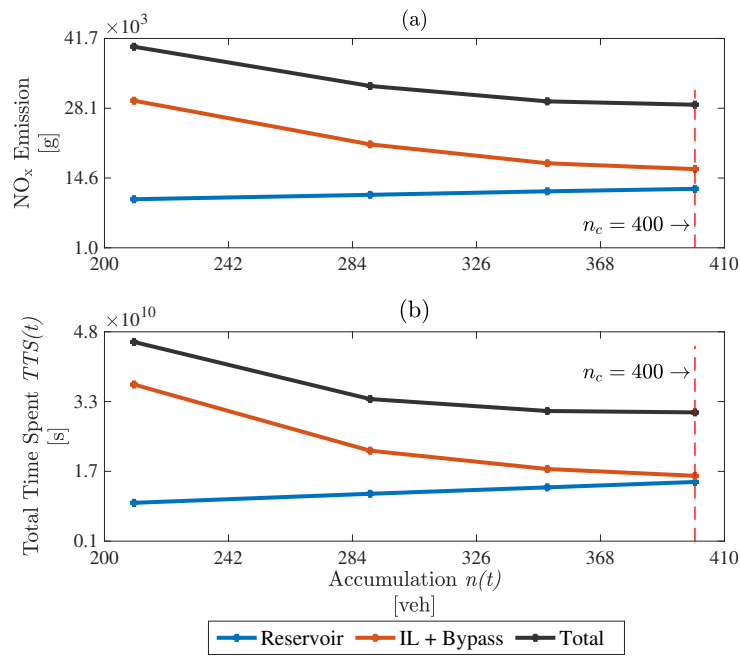 (a)
×10³
41.7
28.1
14.6
1.0
NOₓ Emission
[g]
n_c = 400 →
200 242 284 326 368 410
(b)
×10¹⁰
4.8
3.3
1.7
0.1
Total Time Spent TTS(t)
[s]
n_c = 400 →
200 242 284 326 368 410
Accumulation n(t)
[veh]
Reservoir IL + Bypass Total